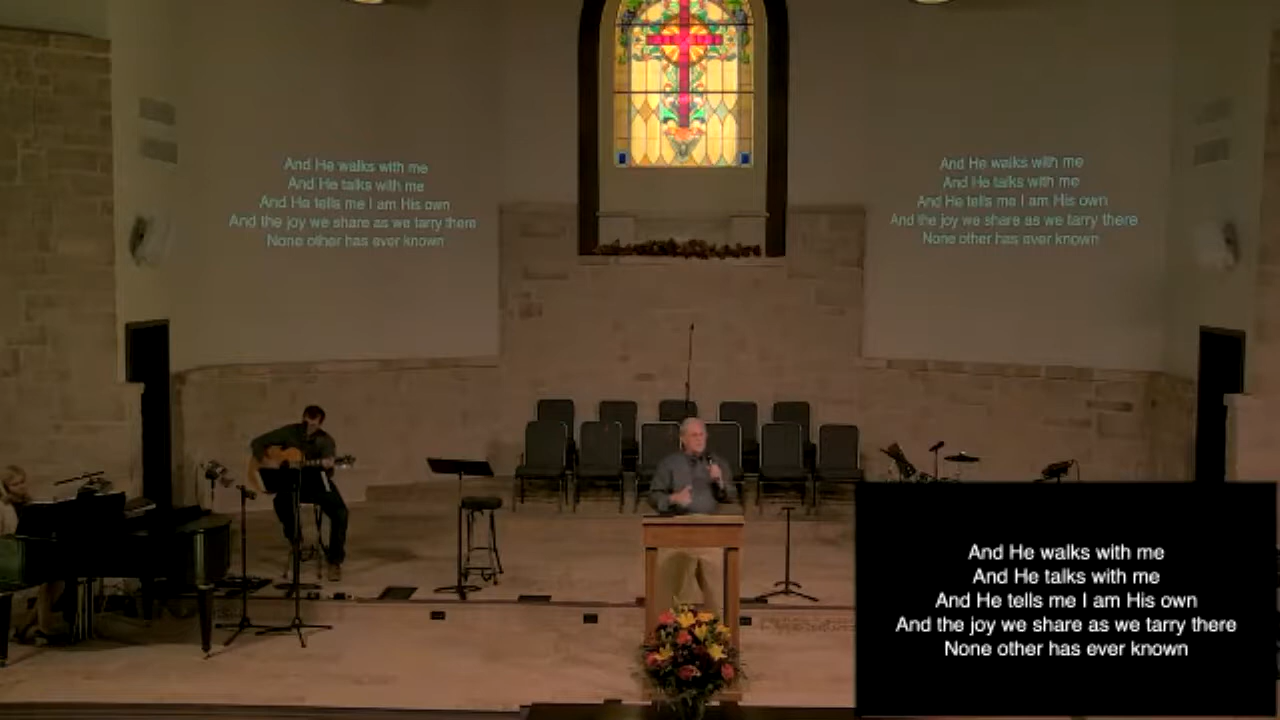 And He walks with me
And He talks with me
And He tells me I am His own
And the joy we share as we tarry there
None other has ever known
And He walks with me
And He talks with me
And He tells me I am His own
And the joy we share as we tarry there
None other has ever known
And He walks with me
And He talks with me
And He tells me I am His own
And the joy we share as we tarry there
None other has ever known